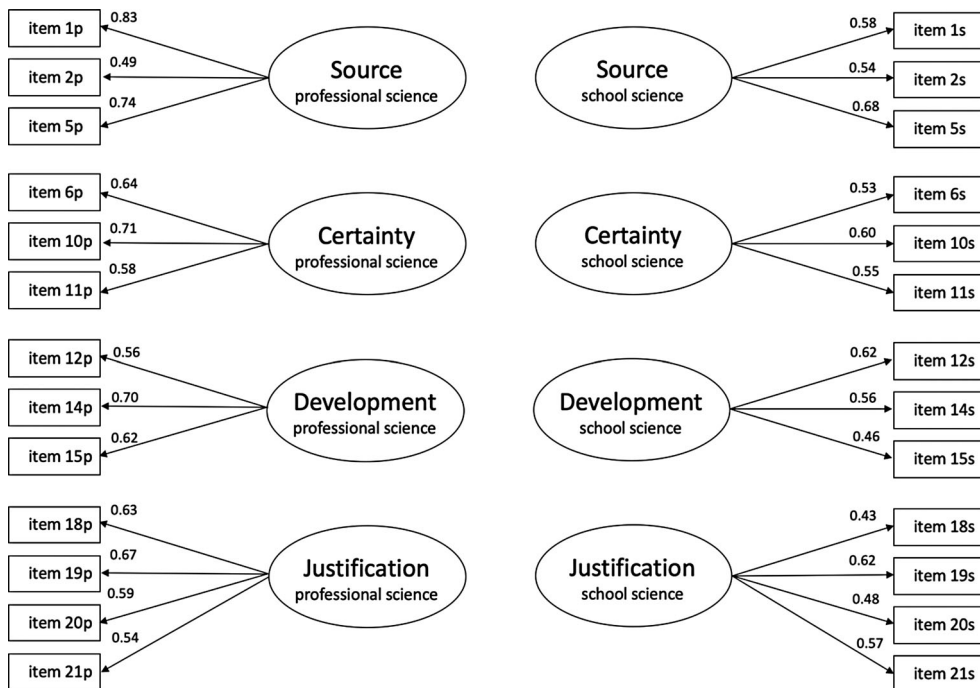 item 1p
0.83
item 2p
0.49
item 5p
0.74
Source
professional science
Source
school science
0.58
item 1s
0.54
item 2s
0.68
item 5s
item 6p
0.64
item 10p
0.71
item 11p
0.58
Certainty
professional science
Certainty
school science
0.53
item 6s
0.60
item 10s
0.55
item 11s
item 12p
0.56
item 14p
0.70
item 15p
0.62
Development
professional science
Development
school science
0.62
item 12s
0.56
item 14s
0.46
item 15s
item 18p
0.63
item 19p
0.67
item 20p
0.59
item 21p
0.54
Justification
professional science
Justification
school science
0.43
item 18s
0.62
item 19s
0.48
item 20s
0.57
item 21s